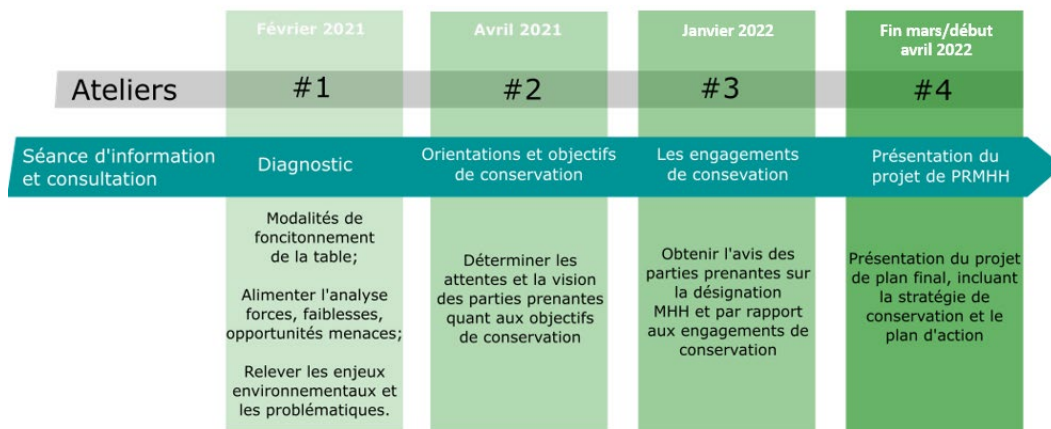 Février 2021
Avril 2021
Janvier 2022
Fin mars/début
avril 2022
Ateliers
#1
#2
#3
#4
Séance d'information
et consultation
Diagnostic
Orientations et objectifs
de conservation
Les engagements
de consevation
Présentation du
projet de PRMHH
Modalités de
foncitonnement
de la table;
Alimenter l'analyse
forces, faiblesses,
opportunités menaces;
Relever les enjeux
environnementaux et
les problématiques.
Déterminer les
attentes et la vision
des parties prenantes
quant aux objectifs
de conservation
Obtenir l'avis des
parties prenantes sur
la désignation
MHH et par rapport
aux engagements de
conservation
Présentation du projet
de plan final, incluant
la stratégie de
conservation et le
plan d'action